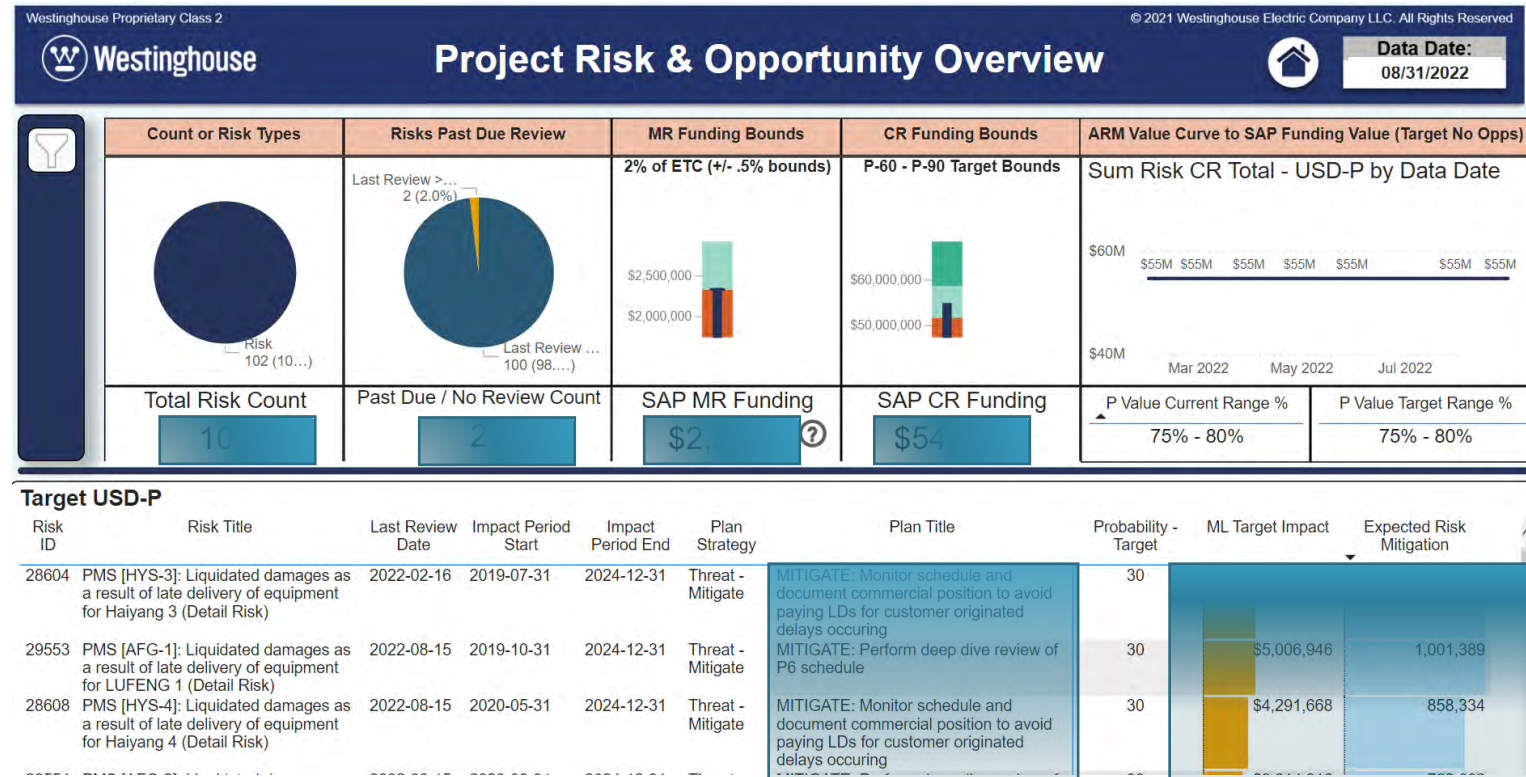 Westinghouse Proprietary Class 2
© 2021 Westinghouse Electric Company LLC. All Rights Reserved
Westinghouse
Project Risk & Opportunity Overview
Data Date:
08/31/2022
Count or Risk Types
Risks Past Due Review
MR Funding Bounds
CR Funding Bounds
ARM Value Curve to SAP Funding Value (Target No Opps)
Last Review >...
2 (2.0%)
Last Review ...
100 (98....)
Risk
102 (10...)
2% of ETC (+/- .5% bounds)
$2,500,000
$2,000,000
P-60 - P-90 Target Bounds
$60,000,000
$50,000,000
Sum Risk CR Total - USD-P by Data Date
$60M
$55M $55M $55M $55M $55M $55M $55M
$40M
Mar 2022 May 2022 Jul 2022
Total Risk Count
10
Past Due / No Review Count
2
SAP MR Funding
$2,
?
SAP CR Funding
$54
P Value Current Range %
75% - 80%
P Value Target Range %
75% - 80%
Target USD-P
Risk ID Risk Title Last Review Date Impact Period Start Impact Period End Plan Strategy Plan Title Probability - Target ML Target Impact Expected Risk Mitigation
28604 PMS [HYS-3]: Liquidated damages as 2022-02-16 2019-07-31 2024-12-31 Threat - MITIGATE: Monitor schedule and 30
a result of late delivery of equipment Mitigate document commercial position to avoid
for Haiyang 3 (Detail Risk) paying LDs for customer originated
delays occuring
29553 PMS [AFG-1]: Liquidated damages as 2022-08-15 2019-10-31 2024-12-31 Threat - MITIGATE: Perform deep dive review of 30 $5,006,946 1,001,389
a result of late delivery of equipment Mitigate P6 schedule
for LUFENG 1 (Detail Risk)
28608 PMS [HYS-4]: Liquidated damages as 2022-08-15 2020-05-31 2024-12-31 Threat - MITIGATE: Monitor schedule and 30 $4,291,668 858,334
a result of late delivery of equipment Mitigate document commercial position to avoid
for Haiyang 4 (Detail Risk) paying LDs for customer originated
delays occuring